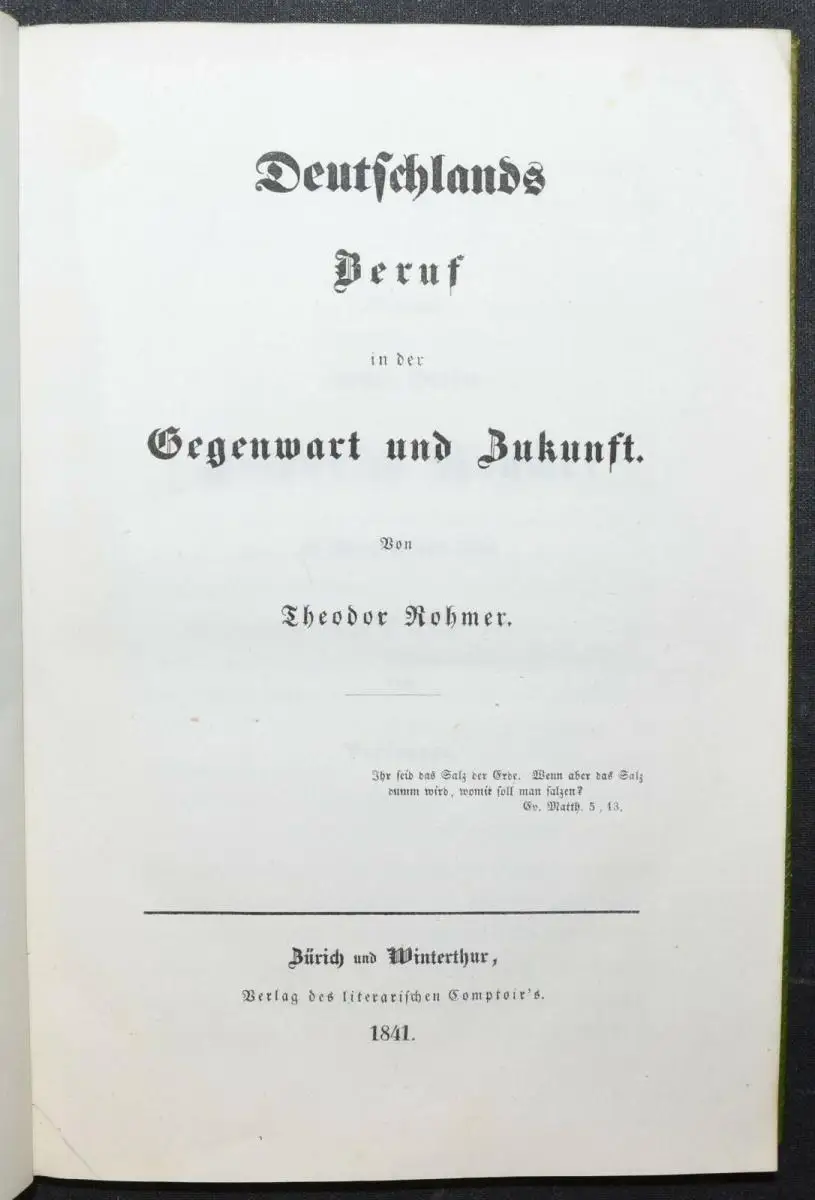 Deutſchlands
Beruf
in der
Gegenwart und Zukunft.
Von
Theodor Rohmer.
Ihr ſeid das Salz der Erde. Wenn aber das Salz
dumm wird, womit ſoll man ſalzen?
Ev. Matth. 5, 13.
Zürich und Winterthur,
Verlag des literariſchen Comptoir's.
1841.